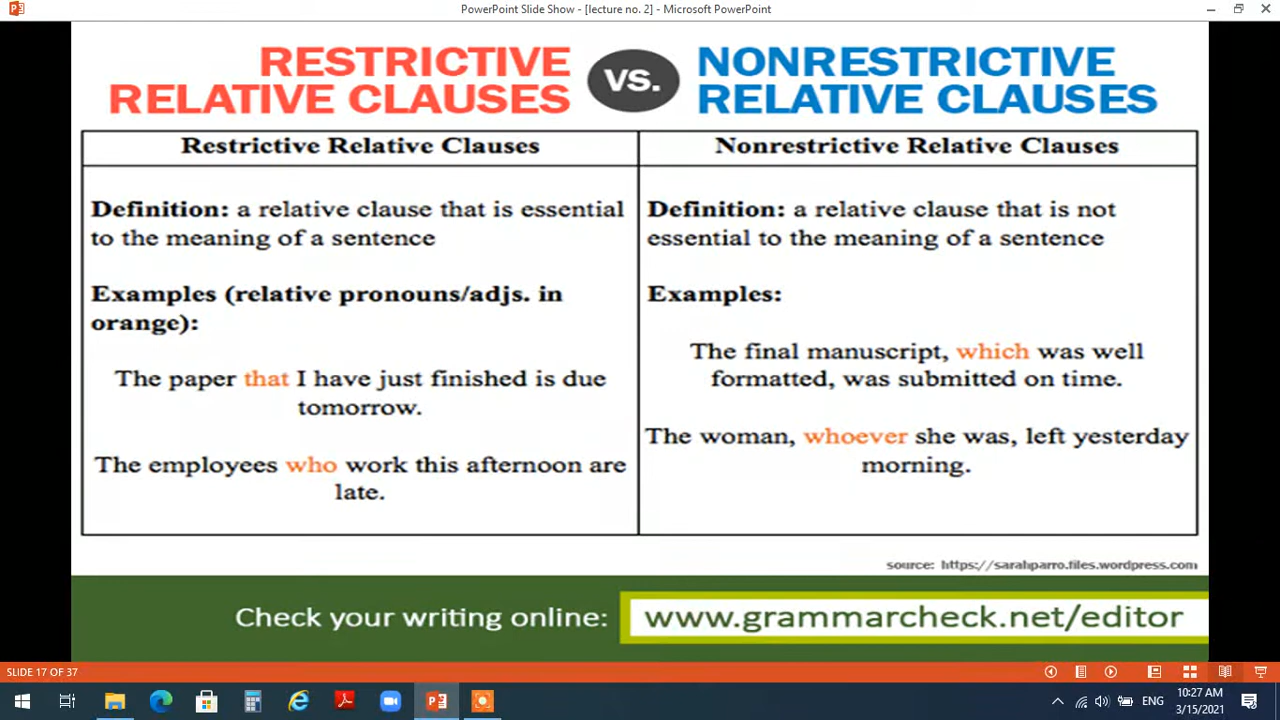 PowerPoint Slide Show - [lecture no. 2] - Microsoft PowerPoint
RESTRICTIVE
RELATIVE CLAUSES
VS.
NONRESTRICTIVE
RELATIVE CLAUSES
Restrictive Relative Clauses
Definition: a relative clause that is essential
to the meaning of a sentence
Examples (relative pronouns/adjs. in
orange):
The paper that I have just finished is due
tomorrow.
The employees who work this afternoon are
late.
Nonrestrictive Relative Clauses
Definition: a relative clause that is not
essential to the meaning of a sentence
Examples:
The final manuscript, which was well
formatted, was submitted on time.
The woman, whoever she was, left yesterday
morning.
source: https://sarahparro.files.wordpress.com
Check your writing online:
www.grammarcheck.net/editor
SLIDE 17 OF 37
ENG
10:27 AM
3/15/2021